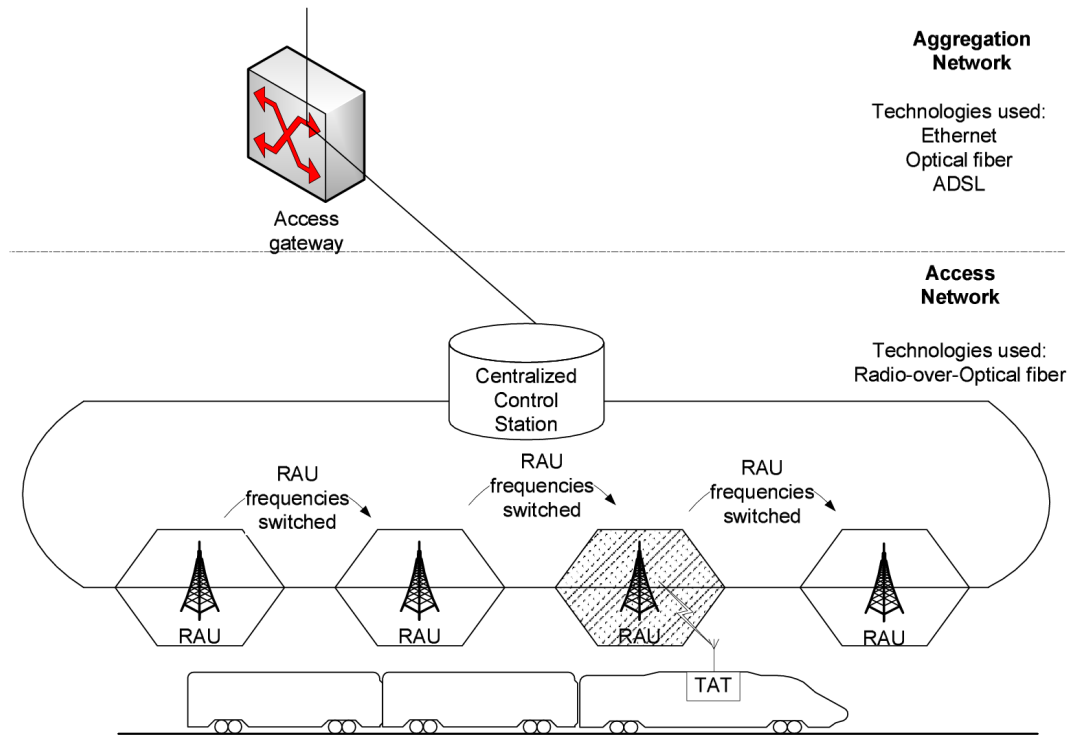 Aggregation
Network
Technologies used:
Ethernet
Optical fiber
ADSL
Access
gateway
Access
Network
Technologies used:
Radio-over-Optical fiber
Centralized
Control
Station
RAU
frequencies
switched
RAU
frequencies
switched
RAU
frequencies
switched
RAU
RAU
RAU
RAU
TAT